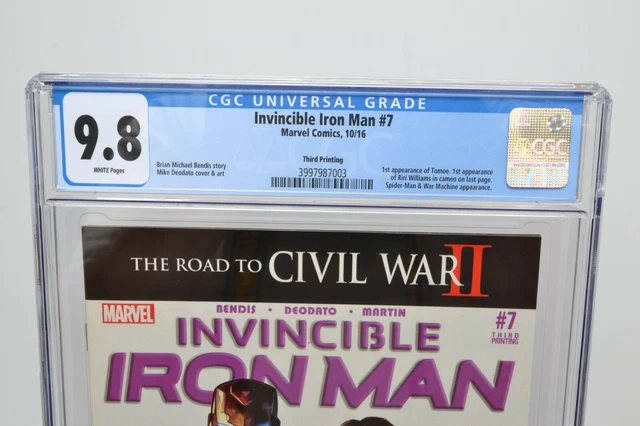 CGC UNIVERSAL GRADE
9.8
WHITE Pages
Invincible Iron Man #7
Marvel Comics, 10/16
Third Printing
Brian Michael Bendis story
Mike Deodato cover & art
3997987003
1st appearance of Tomoe. 1st appearance
of Riri Williams in cameo on last page.
Spider-Man & War Machine appearance.
CGC
THE ROAD TO CIVIL WAR II
MARVEL
BENDIS • DEODATO • MARTIN
#7
THIRD
PRINTING
INVINCIBLE
IRON MAN